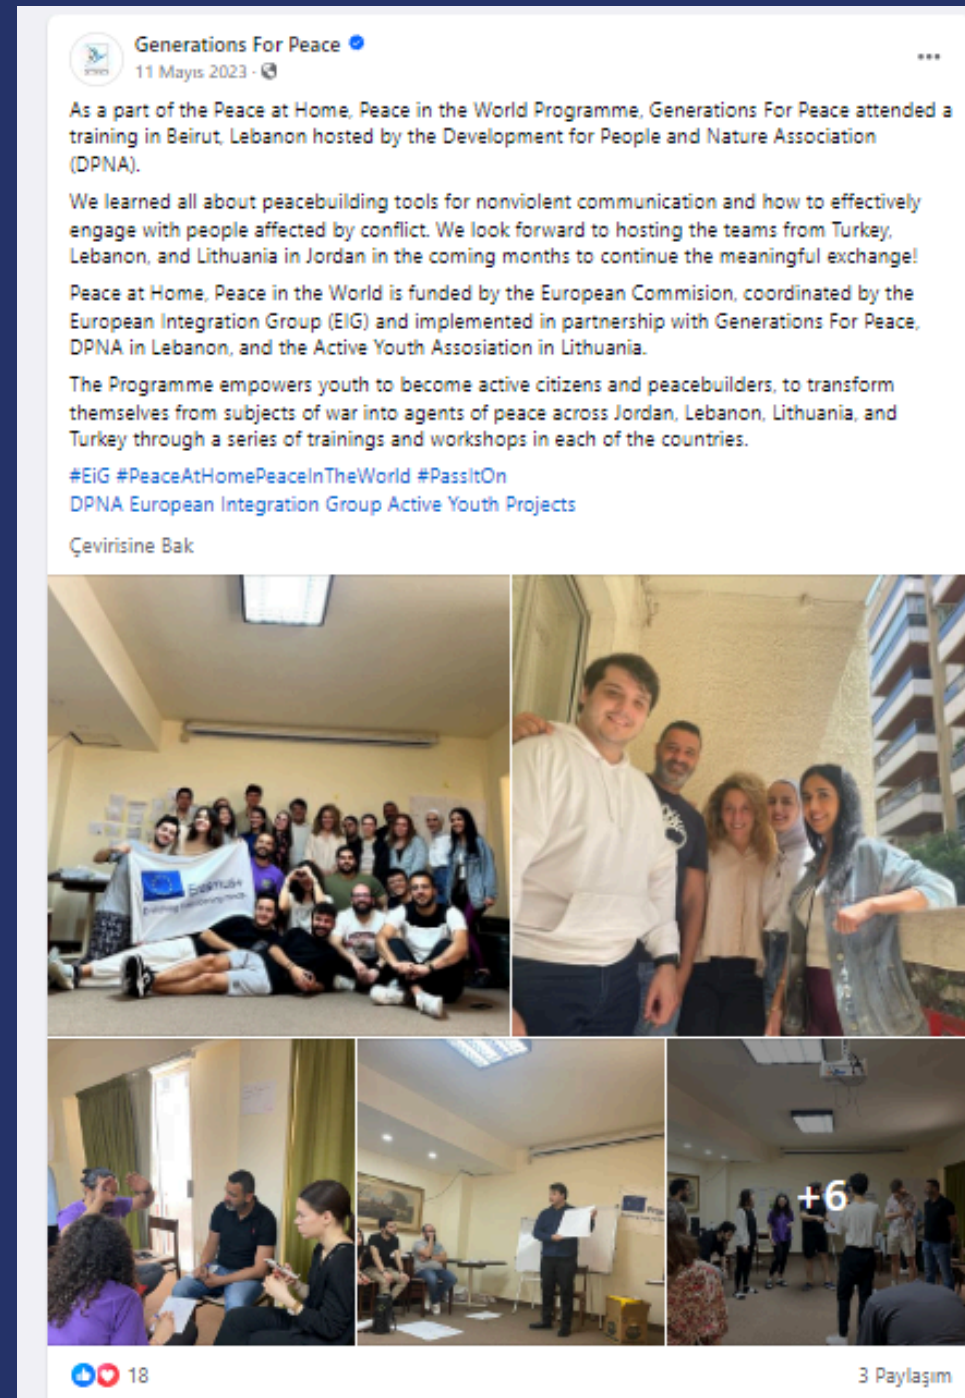 Generations For Peace
11 Mayıs 2023 ·
As a part of the Peace at Home, Peace in the World Programme, Generations For Peace attended a
training in Beirut, Lebanon hosted by the Development for People and Nature Association
(DPNA).
We learned all about peacebuilding tools for nonviolent communication and how to effectively
engage with people affected by conflict. We look forward to hosting the teams from Turkey,
Lebanon, and Lithuania in Jordan in the coming months to continue the meaningful exchange!
Peace at Home, Peace in the World is funded by the European Commision, coordinated by the
European Integration Group (EIG) and implemented in partnership with Generations For Peace,
DPNA in Lebanon, and the Active Youth Assosiation in Lithuania.
The Programme empowers youth to become active citizens and peacebuilders, to transform
themselves from subjects of war into agents of peace across Jordan, Lebanon, Lithuania, and
Turkey through a series of trainings and workshops in each of the countries.
#EiG #PeaceAtHomePeaceInTheWorld #PassItOn
DPNA European Integration Group Active Youth Projects
Çevirisine Bak
Erasmus+
+6
18
3 Paylaşım